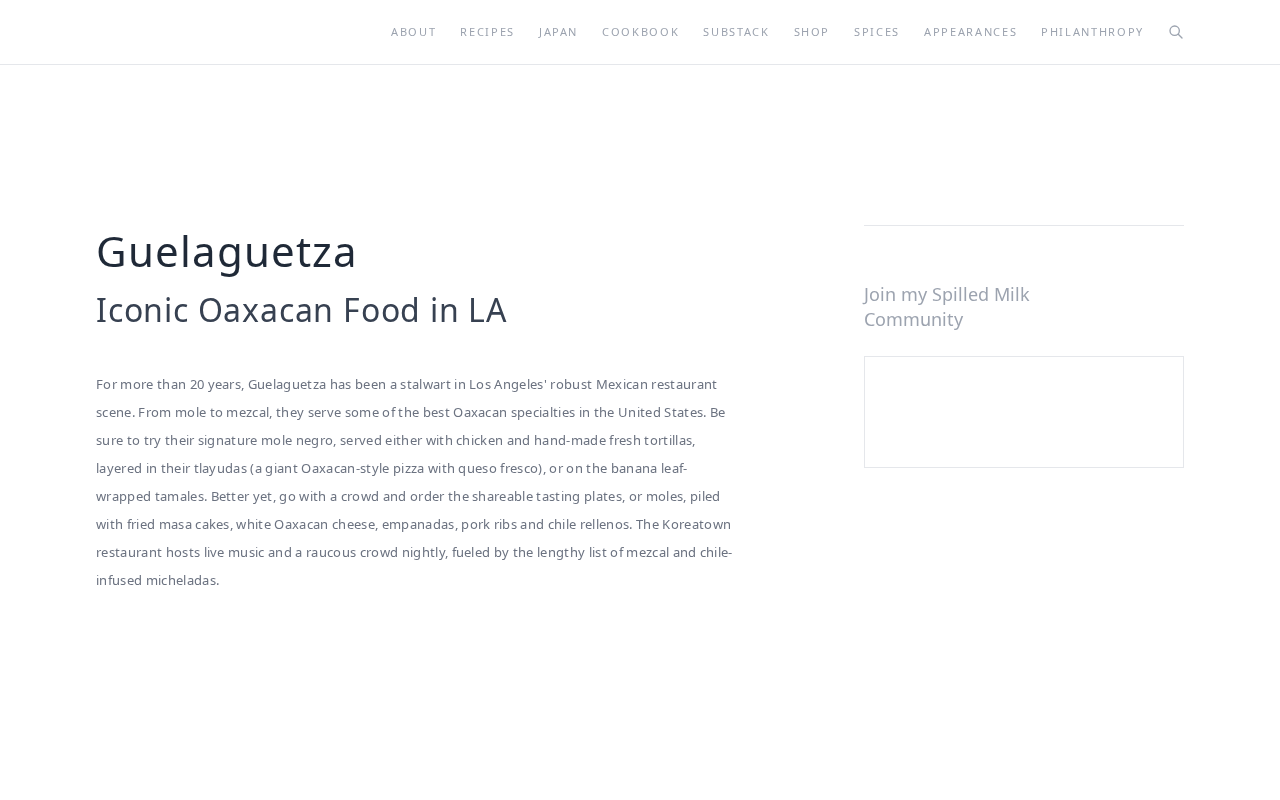 ABOUT RECIPES JAPAN COOKBOOK SUBSTACK SHOP SPICES APPEARANCES PHILANTHROPY
Guelaguetza
Iconic Oaxacan Food in LA
For more than 20 years, Guelaguetza has been a stalwart in Los Angeles' robust Mexican restaurant
scene. From mole to mezcal, they serve some of the best Oaxacan specialties in the United States. Be
sure to try their signature mole negro, served either with chicken and hand-made fresh tortillas,
layered in their tlayudas (a giant Oaxacan-style pizza with queso fresco), or on the banana leaf-
wrapped tamales. Better yet, go with a crowd and order the shareable tasting plates, or moles, piled
with fried masa cakes, white Oaxacan cheese, empanadas, pork ribs and chile rellenos. The Koreatown
restaurant hosts live music and a raucous crowd nightly, fueled by the lengthy list of mezcal and chile-
infused micheladas.
Join my Spilled Milk
Community